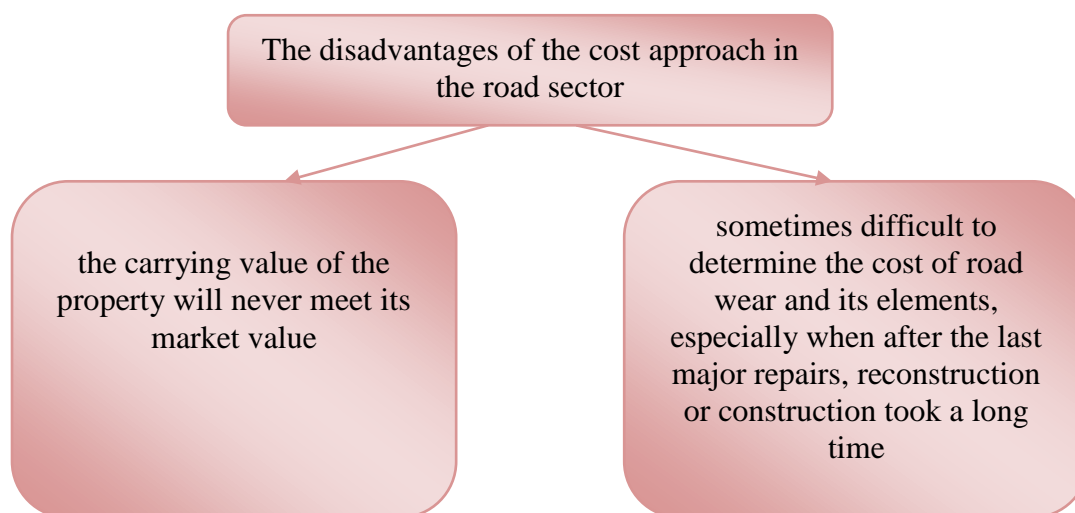 The disadvantages of the cost approach in
the road sector
the carrying value of the
property will never meet its
market value
sometimes difficult to
determine the cost of road
wear and its elements,
especially when after the last
major repairs, reconstruction
or construction took a long
time